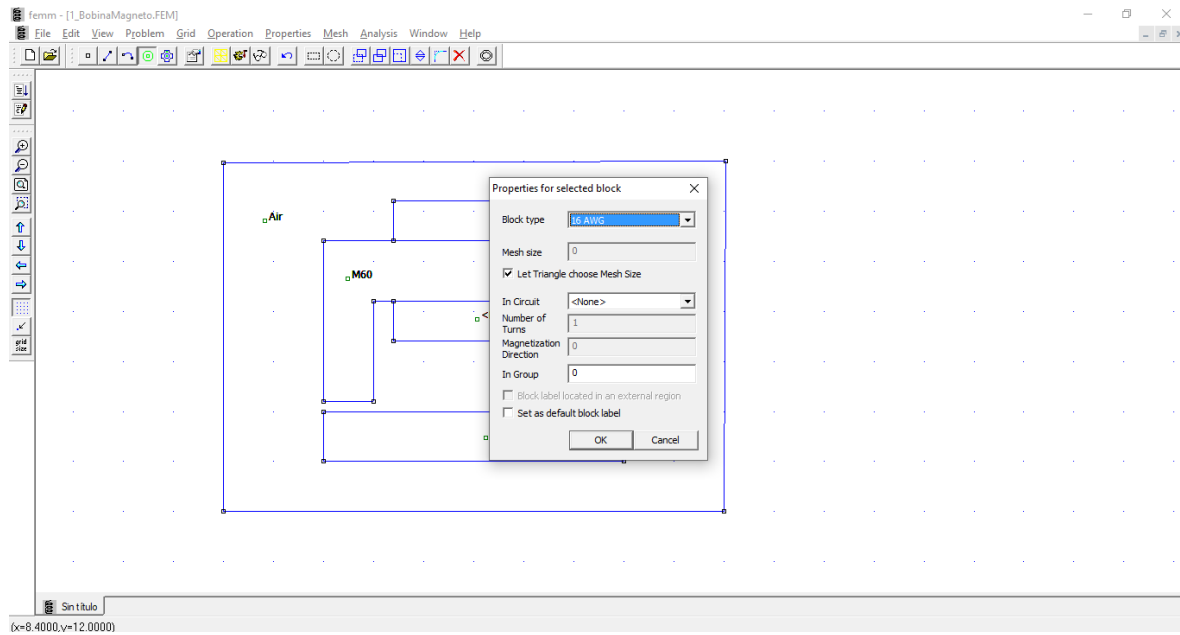 femm - [1_BobinaMagneto.FEM]
File Edit View Problem Grid Operation Properties Mesh Analysis Window Help
Properties for selected block
Air
Block type 16 AWG
Mesh size 0
M60
Let Triangle choose Mesh Size
In Circuit <None>
<
Number of Turns 1
Magnetization Direction 0
In Group 0
Block label located in an external region
Set as default block label
OK Cancel
grid size
Sin título
(x=8.4000,y=12.0000)